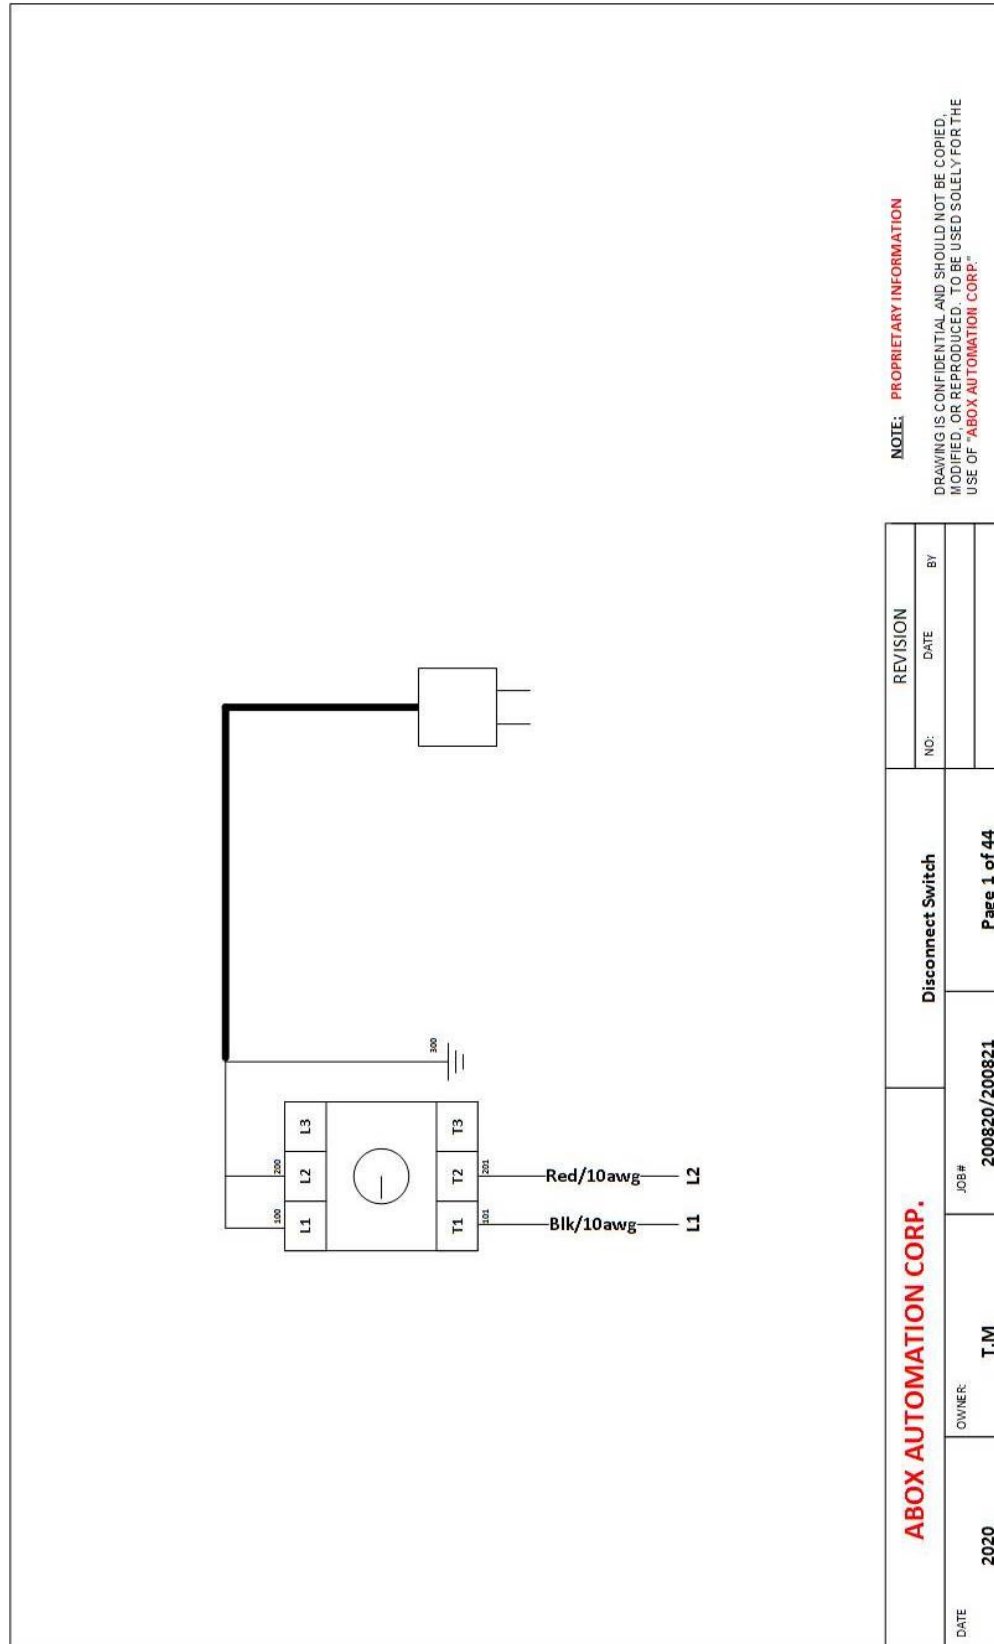 L1
L2
L3
100
200
300
T1
T2
T3
101
201
Blk/10awg
Red/10awg
L1
L2
NOTE: PROPRIETARY INFORMATION
DRAWING IS CONFIDENTIAL AND SHOULD NOT BE COPIED,
MODIFIED, OR REPRODUCED. TO BE USED SOLELY FOR THE
USE OF "ABOX AUTOMATION CORP."
ABOX AUTOMATION CORP.
Disconnect Switch
REVISION
NO:
DATE
BY
DATE
2020
OWNER:
T.M
JOB#
200820/200821
Page 1 of 44